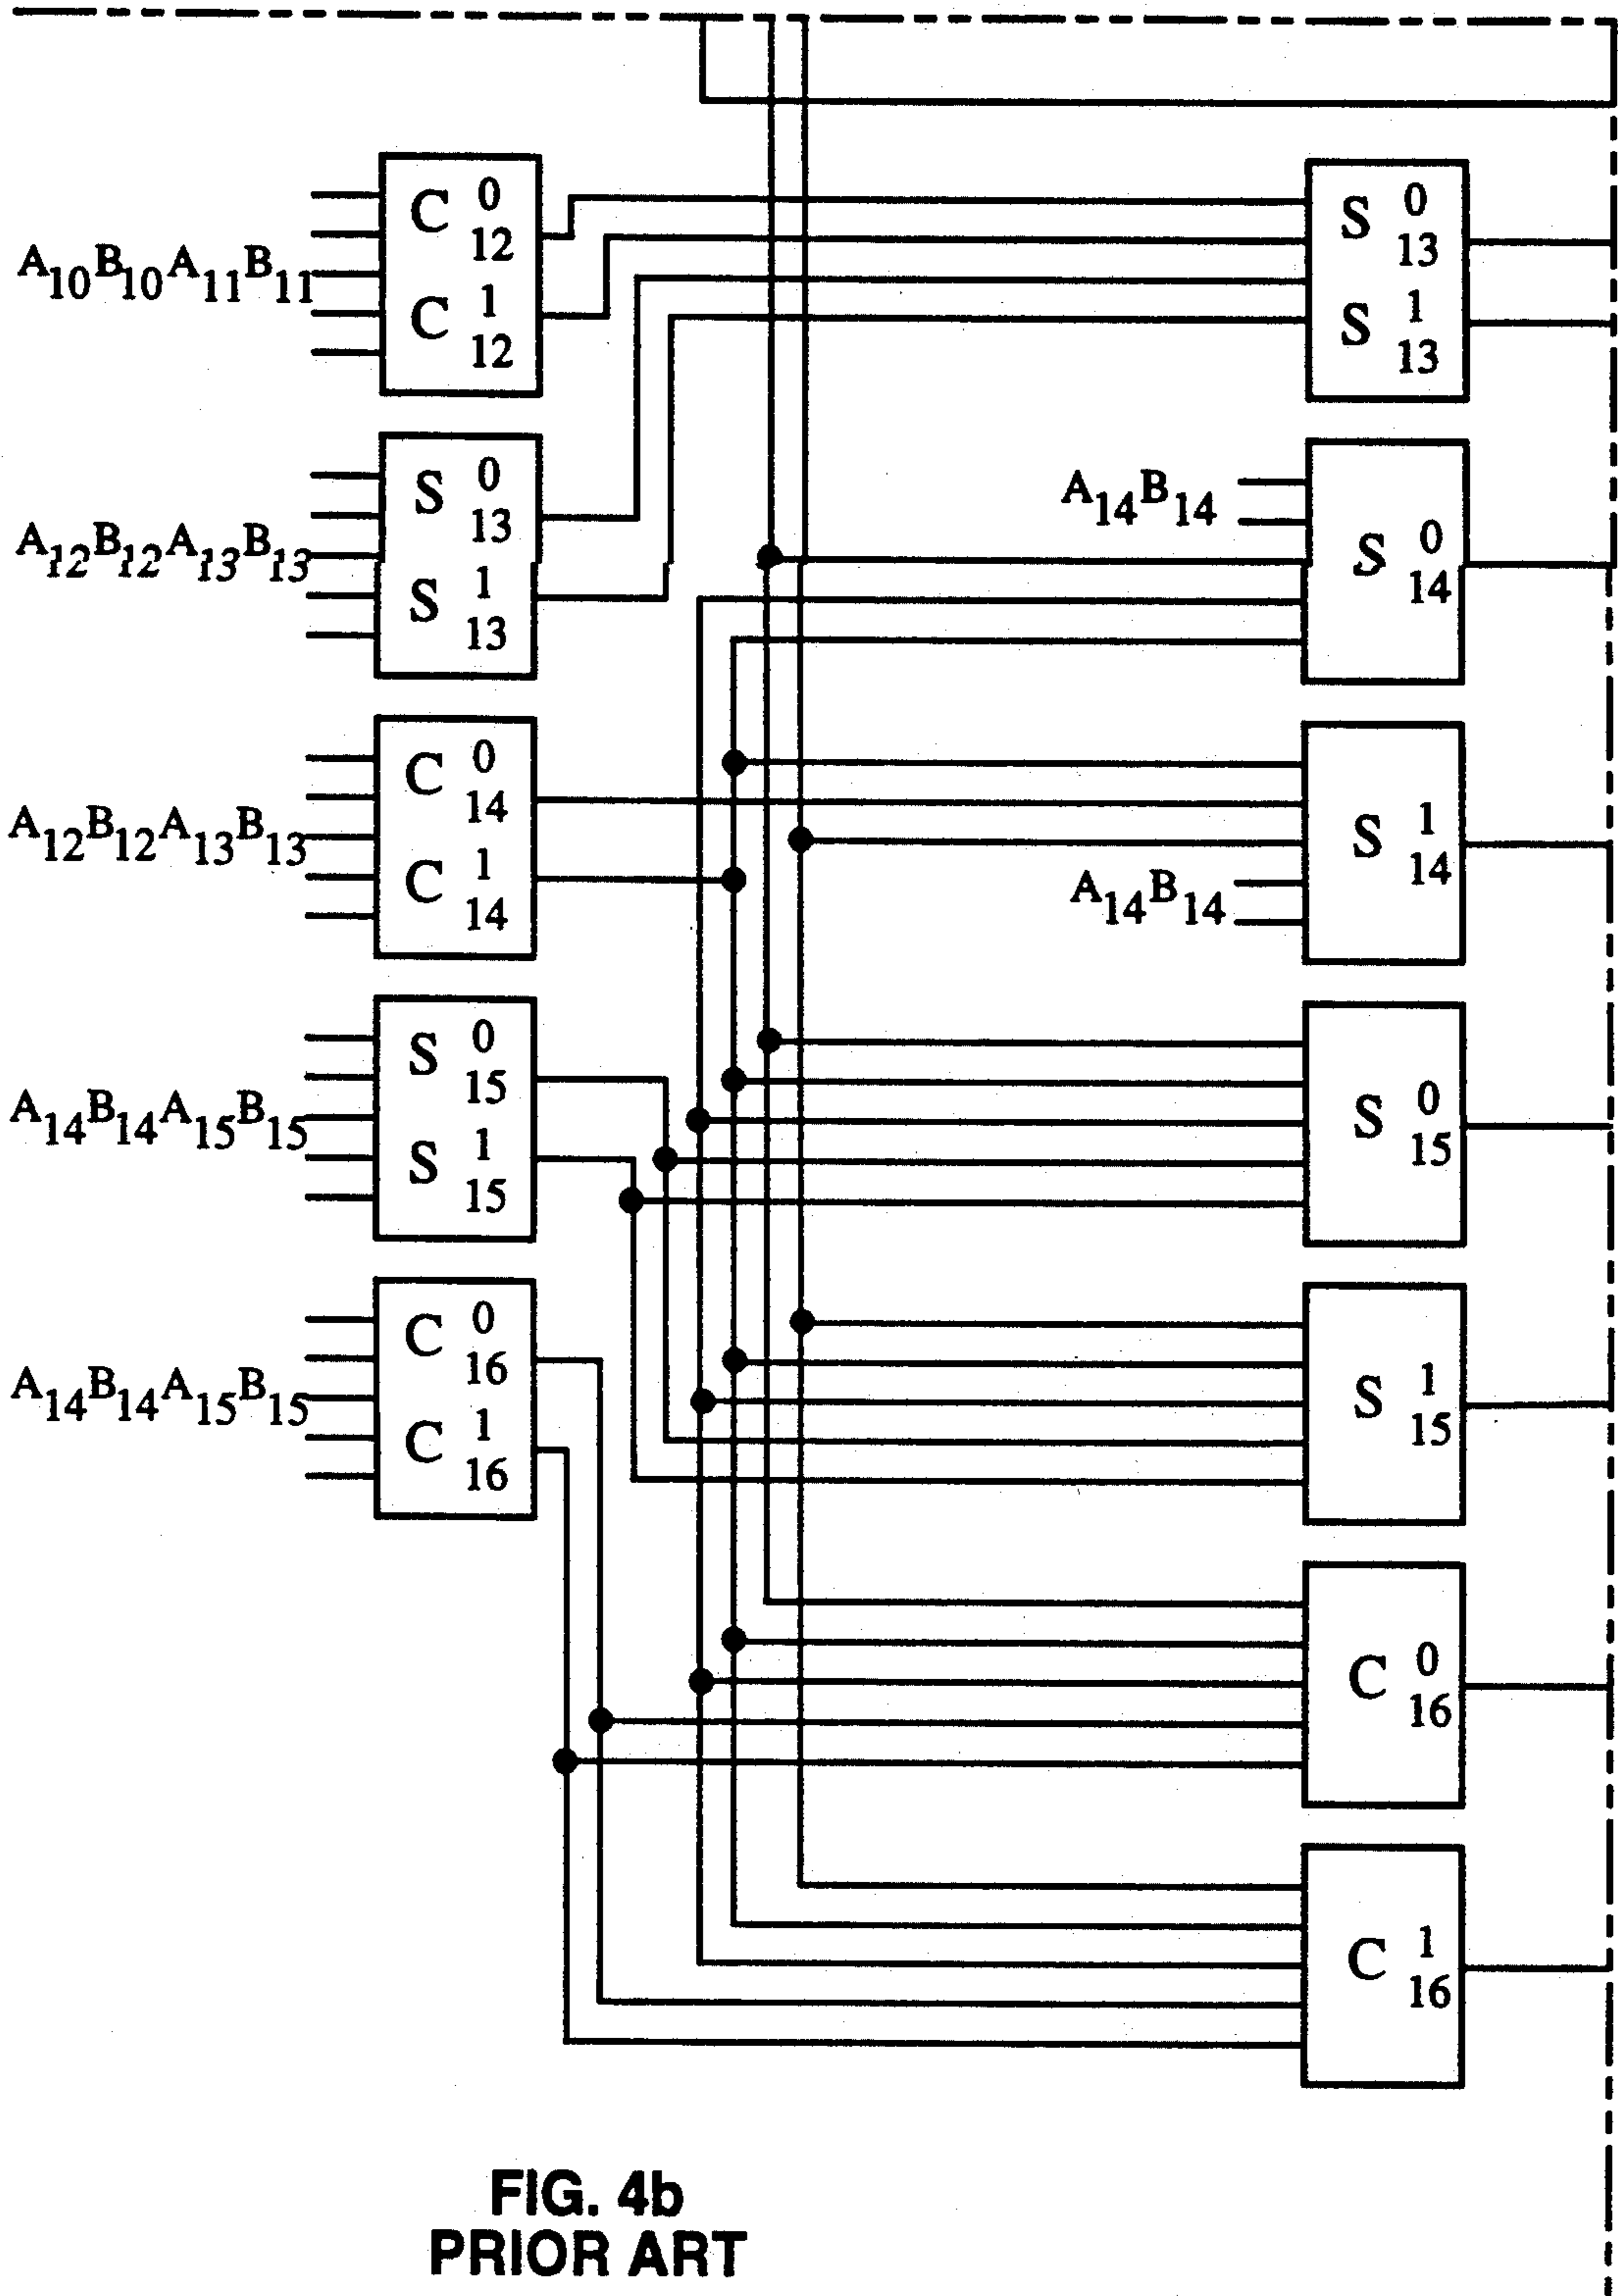 C 0 12
C 1 12
A10B10A11B11
S 0 13
S 1 13
S 0 13
S 1 13
A12B12A13B13
A14B14
S 0 14
C 0 14
C 1 14
A12B12A13B13
S 1 14
A14B14
S 0 15
S 1 15
A14B14A15B15
S 0 15
C 0 16
C 1 16
A14B14A15B15
S 1 15
C 0 16
C 1 16
FIG. 4b
PRIOR ART